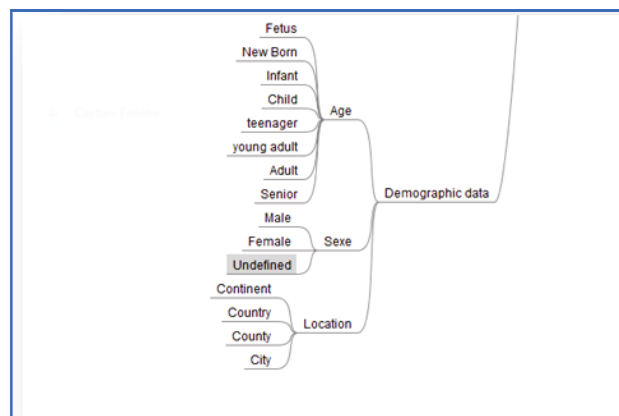 Fetus
New Born
Infant
Child
Age
teenager
young adult
Adult
Senior
Demographic data
Male
Female
Sexe
Undefined
Continent
Country
Location
County
City